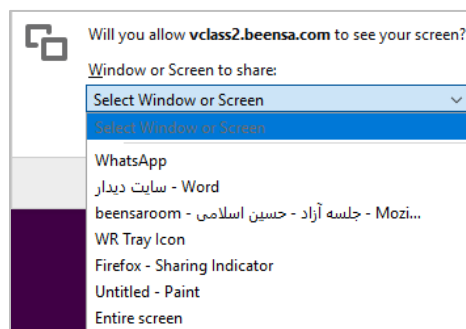 Will you allow vclass2.beensa.com to see your screen?
Window or Screen to share:
Select Window or Screen
Select Window or Screen
WhatsApp
سایت دیدار - Word
beensaroom - جلسه آزاد - حسین اسلامی - Mozi...
WR Tray Icon
Firefox - Sharing Indicator
Untitled - Paint
Entire screen